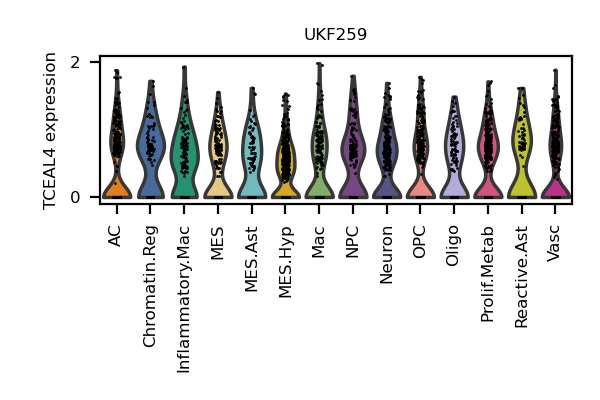 UKF259
TCEAL4 expression
2
0
AC
Chromatin.Reg
Inflammatory.Mac
MES
MES.Ast
MES.Hyp
Mac
NPC
Neuron
OPC
Oligo
Prolif.Metab
Reactive.Ast
Vasc